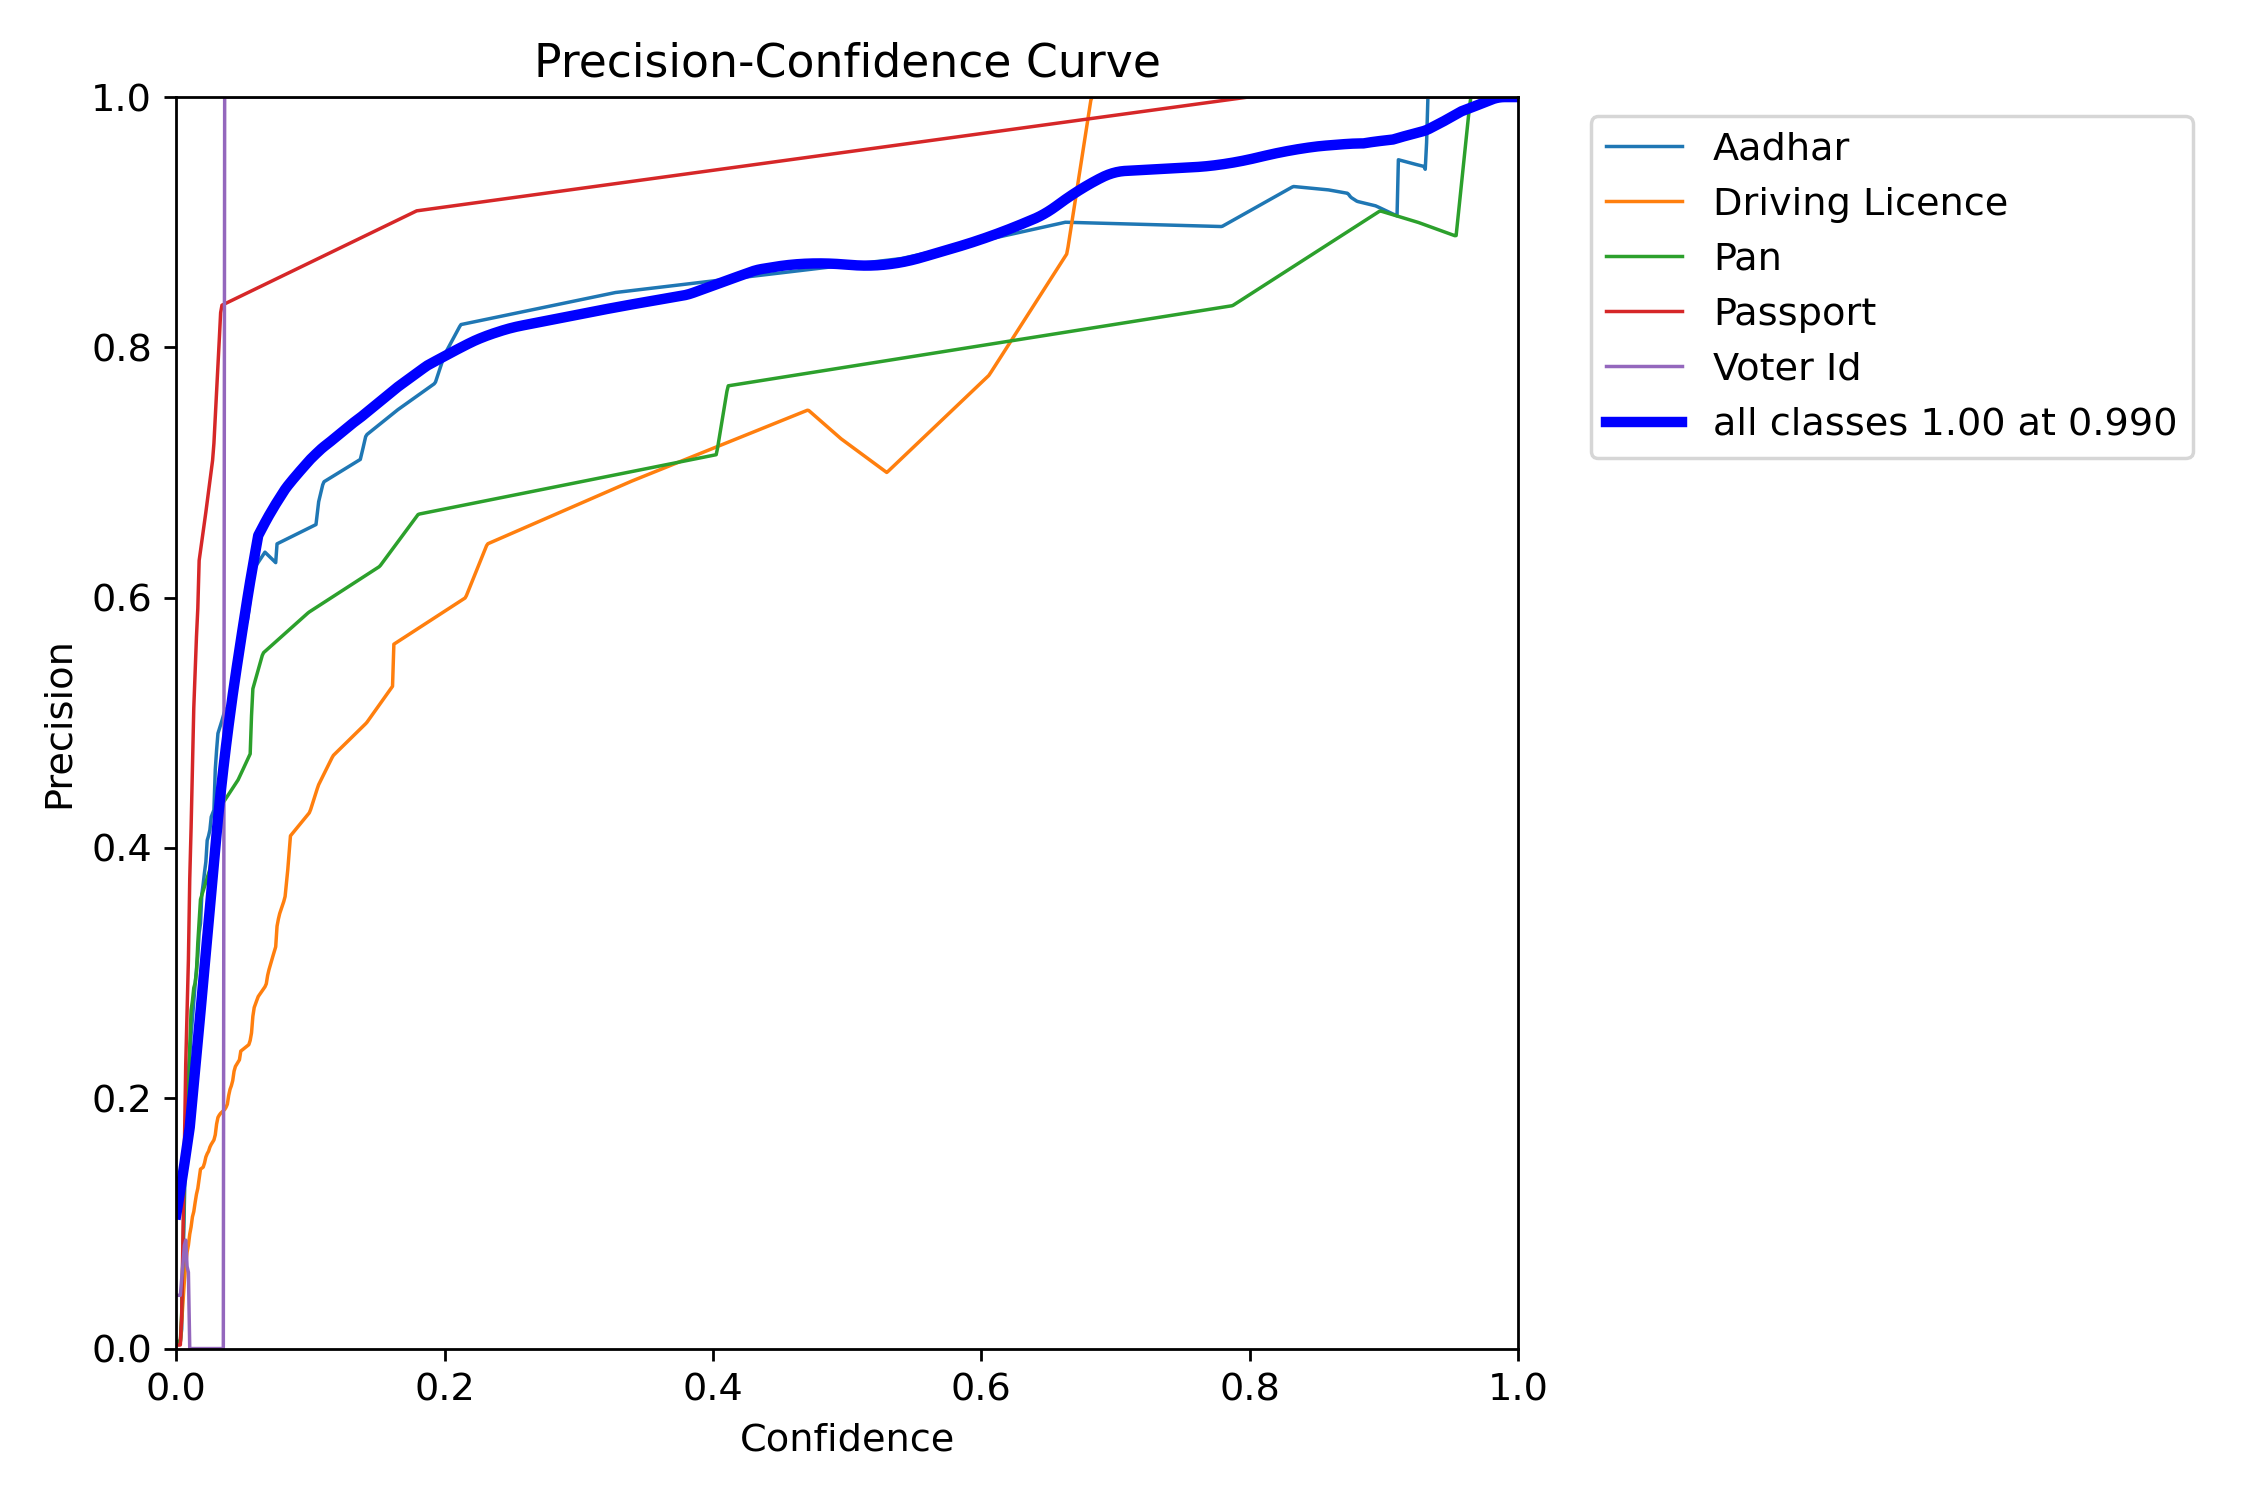 Precision-Confidence Curve
1.0
0.8
0.6
0.4
0.2
0.0
Precision
0.0 0.2 0.4 0.6 0.8 1.0
Confidence
Aadhar
Driving Licence
Pan
Passport
Voter Id
all classes 1.00 at 0.990